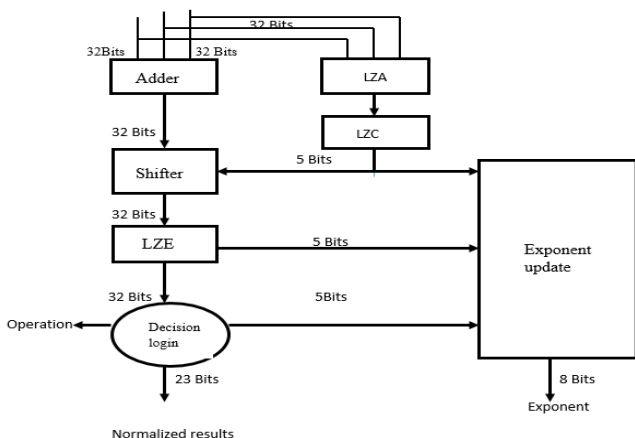 32 Bits
32Bits
32 Bits
Adder
LZA
32 Bits
LZC
5 Bits
Shifter
32 Bits
LZE
5 Bits
Exponent
update
32 Bits
5Bits
Operation
Decision
login
23 Bits
8 Bits
Exponent
Normalized results